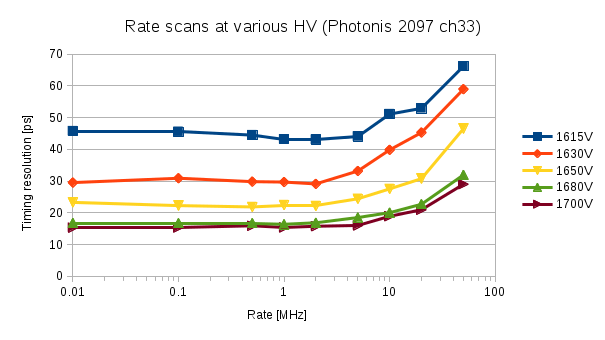 Rate scans at various HV (Photonis 2097 ch33)
70
60
50
40
30
20
10
0
Timing resolution [ps]
0.01 0.1 1 10 100
Rate [MHz]
1615V
1630V
1650V
1680V
1700V